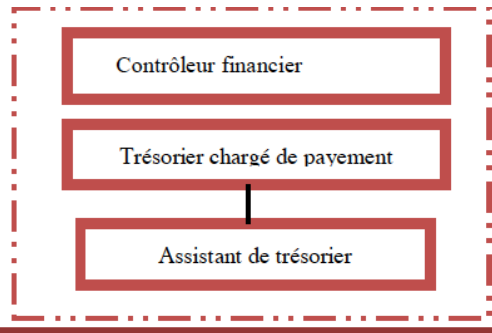 Contrôleur financier
Trésorier chargé de payement
Assistant de trésorier